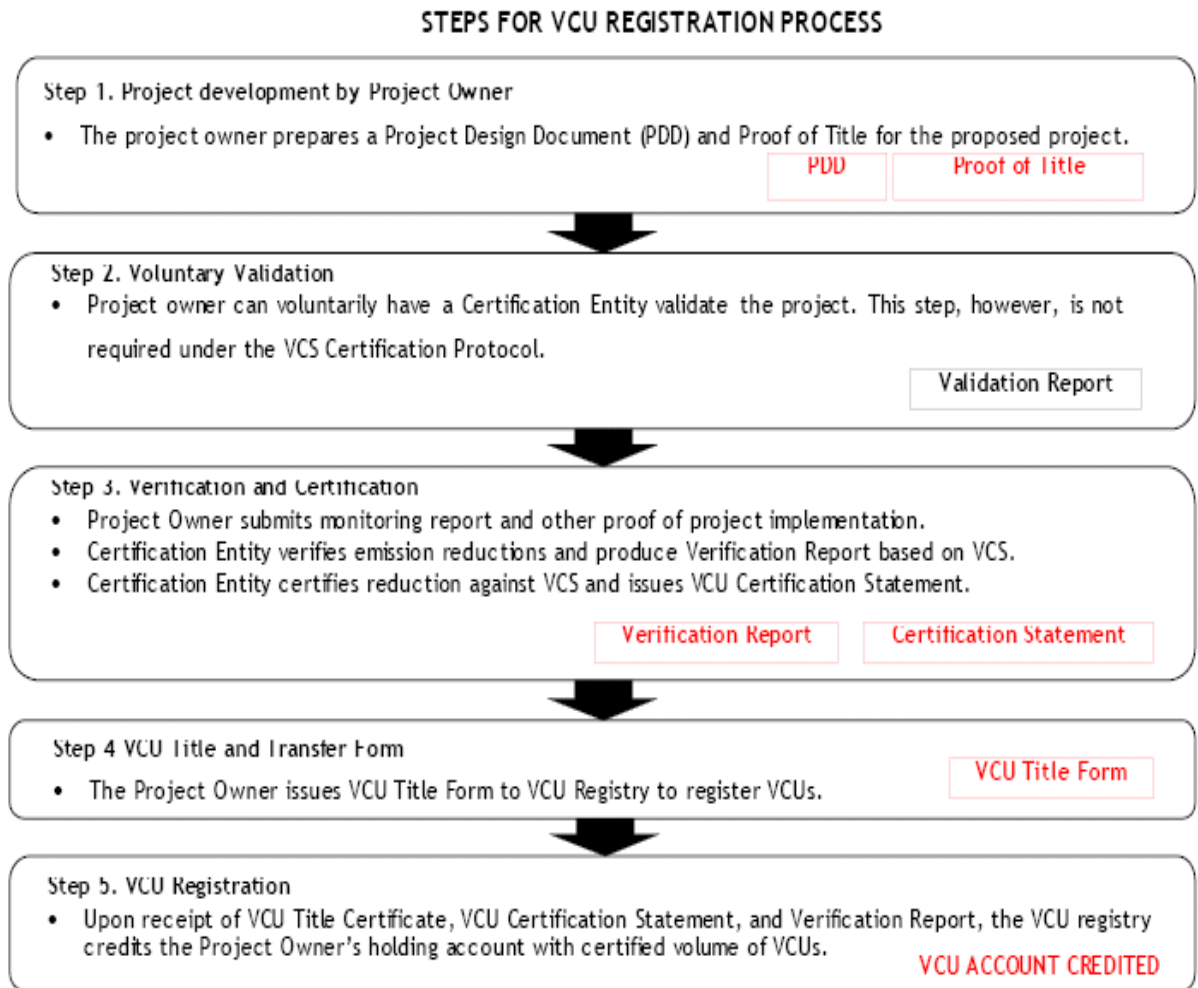 STEPS FOR VCU REGISTRATION PROCESS
Step 1. Project development by Project Owner
• The project owner prepares a Project Design Document (PDD) and Proof of Title for the proposed project.
PDD
Proof of Title
Step 2. Voluntary Validation
• Project owner can voluntarily have a Certification Entity validate the project. This step, however, is not
required under the VCS Certification Protocol.
Validation Report
Step 3. Verification and Certification
• Project Owner submits monitoring report and other proof of project implementation.
• Certification Entity verifies emission reductions and produce Verification Report based on VCS.
• Certification Entity certifies reduction against VCS and issues VCU Certification Statement.
Verification Report
Certification Statement
Step 4 VCU Title and Transfer Form
VCU Title Form
• The Project Owner issues VCU Title Form to VCU Registry to register VCUs.
Step 5. VCU Registration
• Upon receipt of VCU Title Certificate, VCU Certification Statement, and Verification Report, the VCU registry
credits the Project Owner's holding account with certified volume of VCUs.
VCU ACCOUNT CREDITED